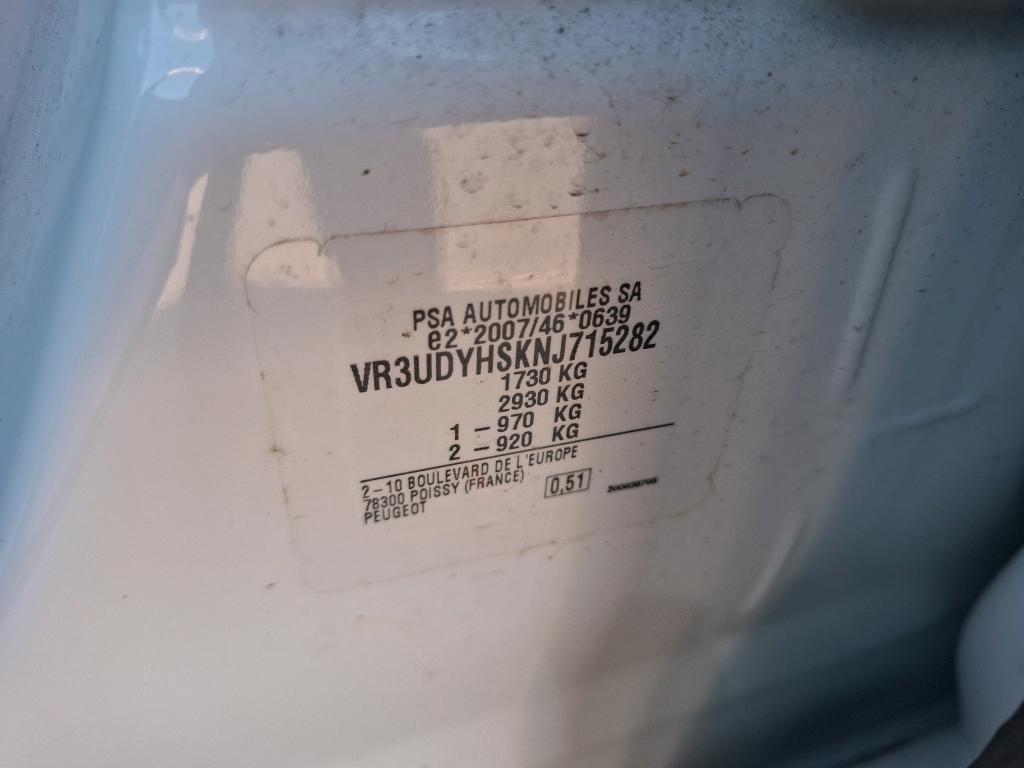 PSA AUTOMOBILES SA
e2*2007/46*0639
VR3UDYHSKNJ715282
1730 KG
2930 KG
1 – 970 KG
2 – 920 KG
2–10 BOULEVARD DE L'EUROPE
78300 POISSY (FRANCE)
PEUGEOT
0,51